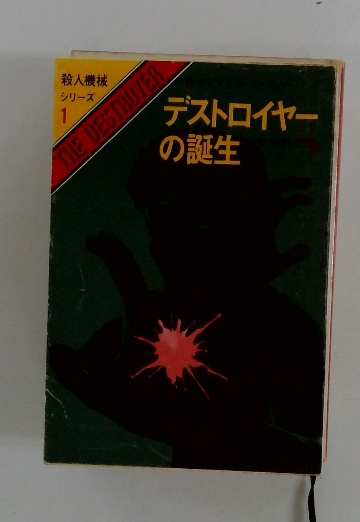 殺人機械
シリーズ
1
THE DESTROYER
デストロイヤー
の誕生